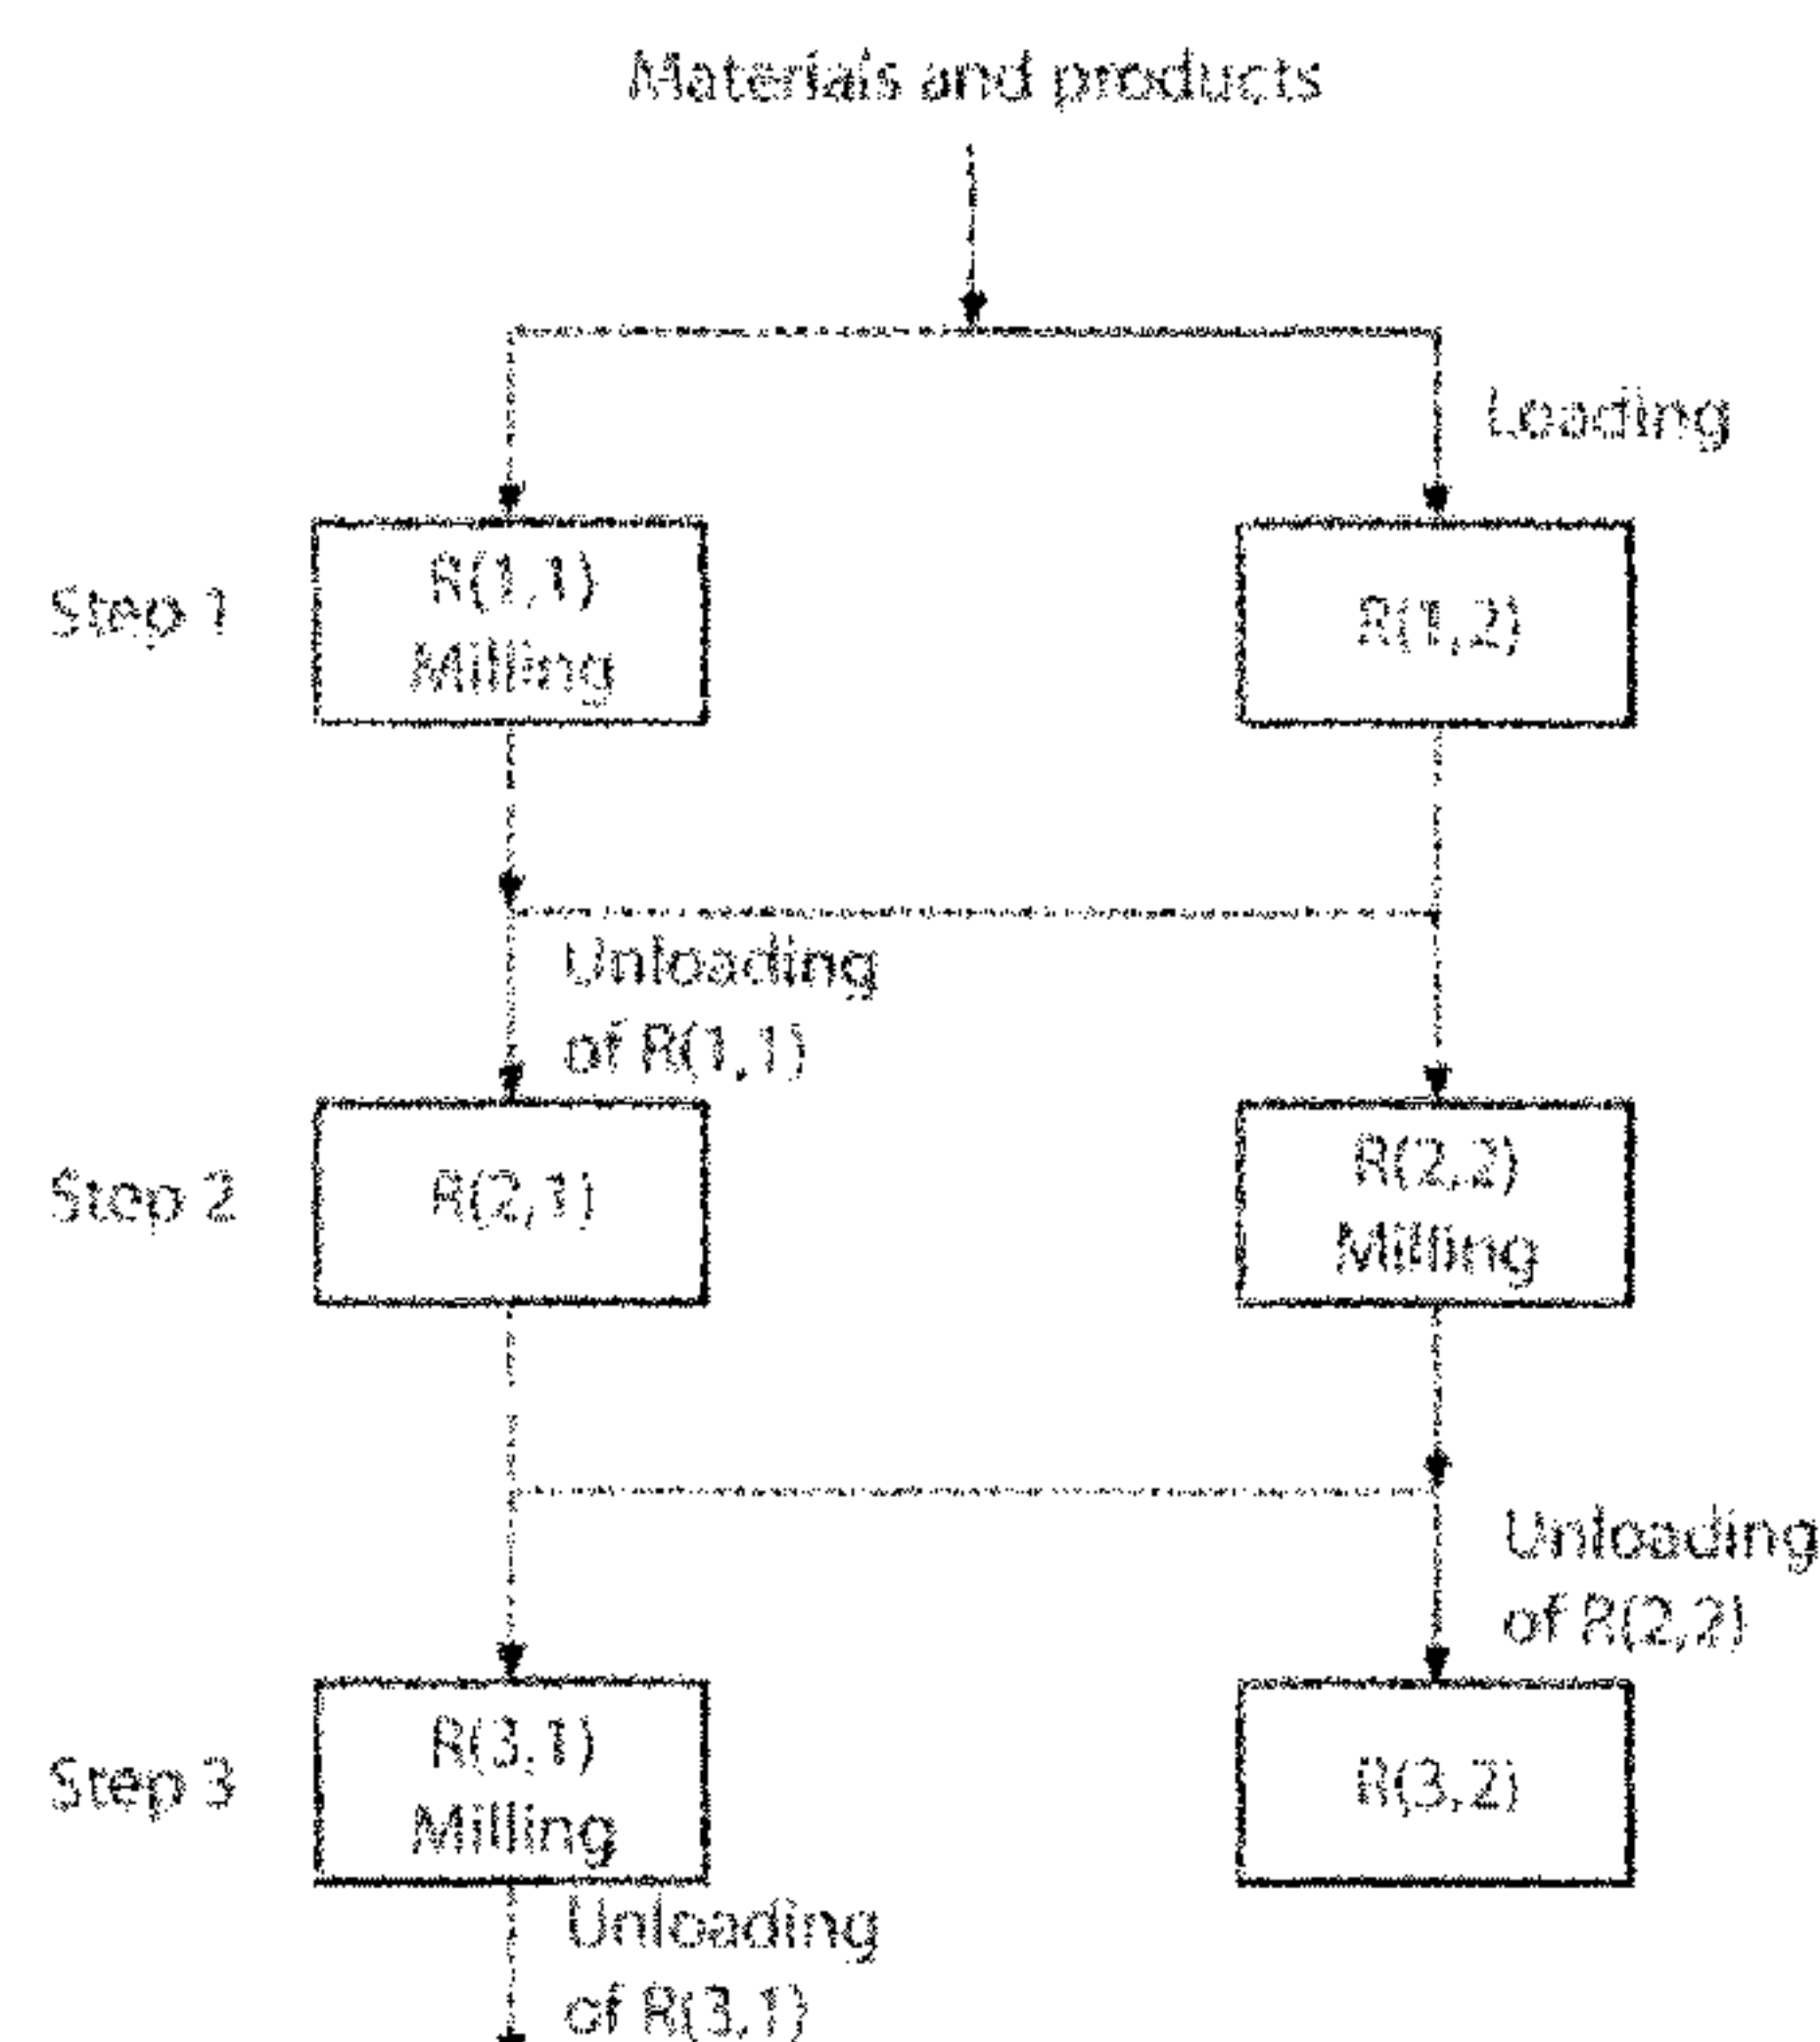 Materials and products
Loading
Step 1
R(1,1)
Milling
R(1,2)
Unloading
of R(1,1)
Step 2
R(2,1)
R(2,2)
Milling
Unloading
of R(2,2)
Step 3
R(3,1)
Milling
R(3,2)
Unloading
of R(3,1)